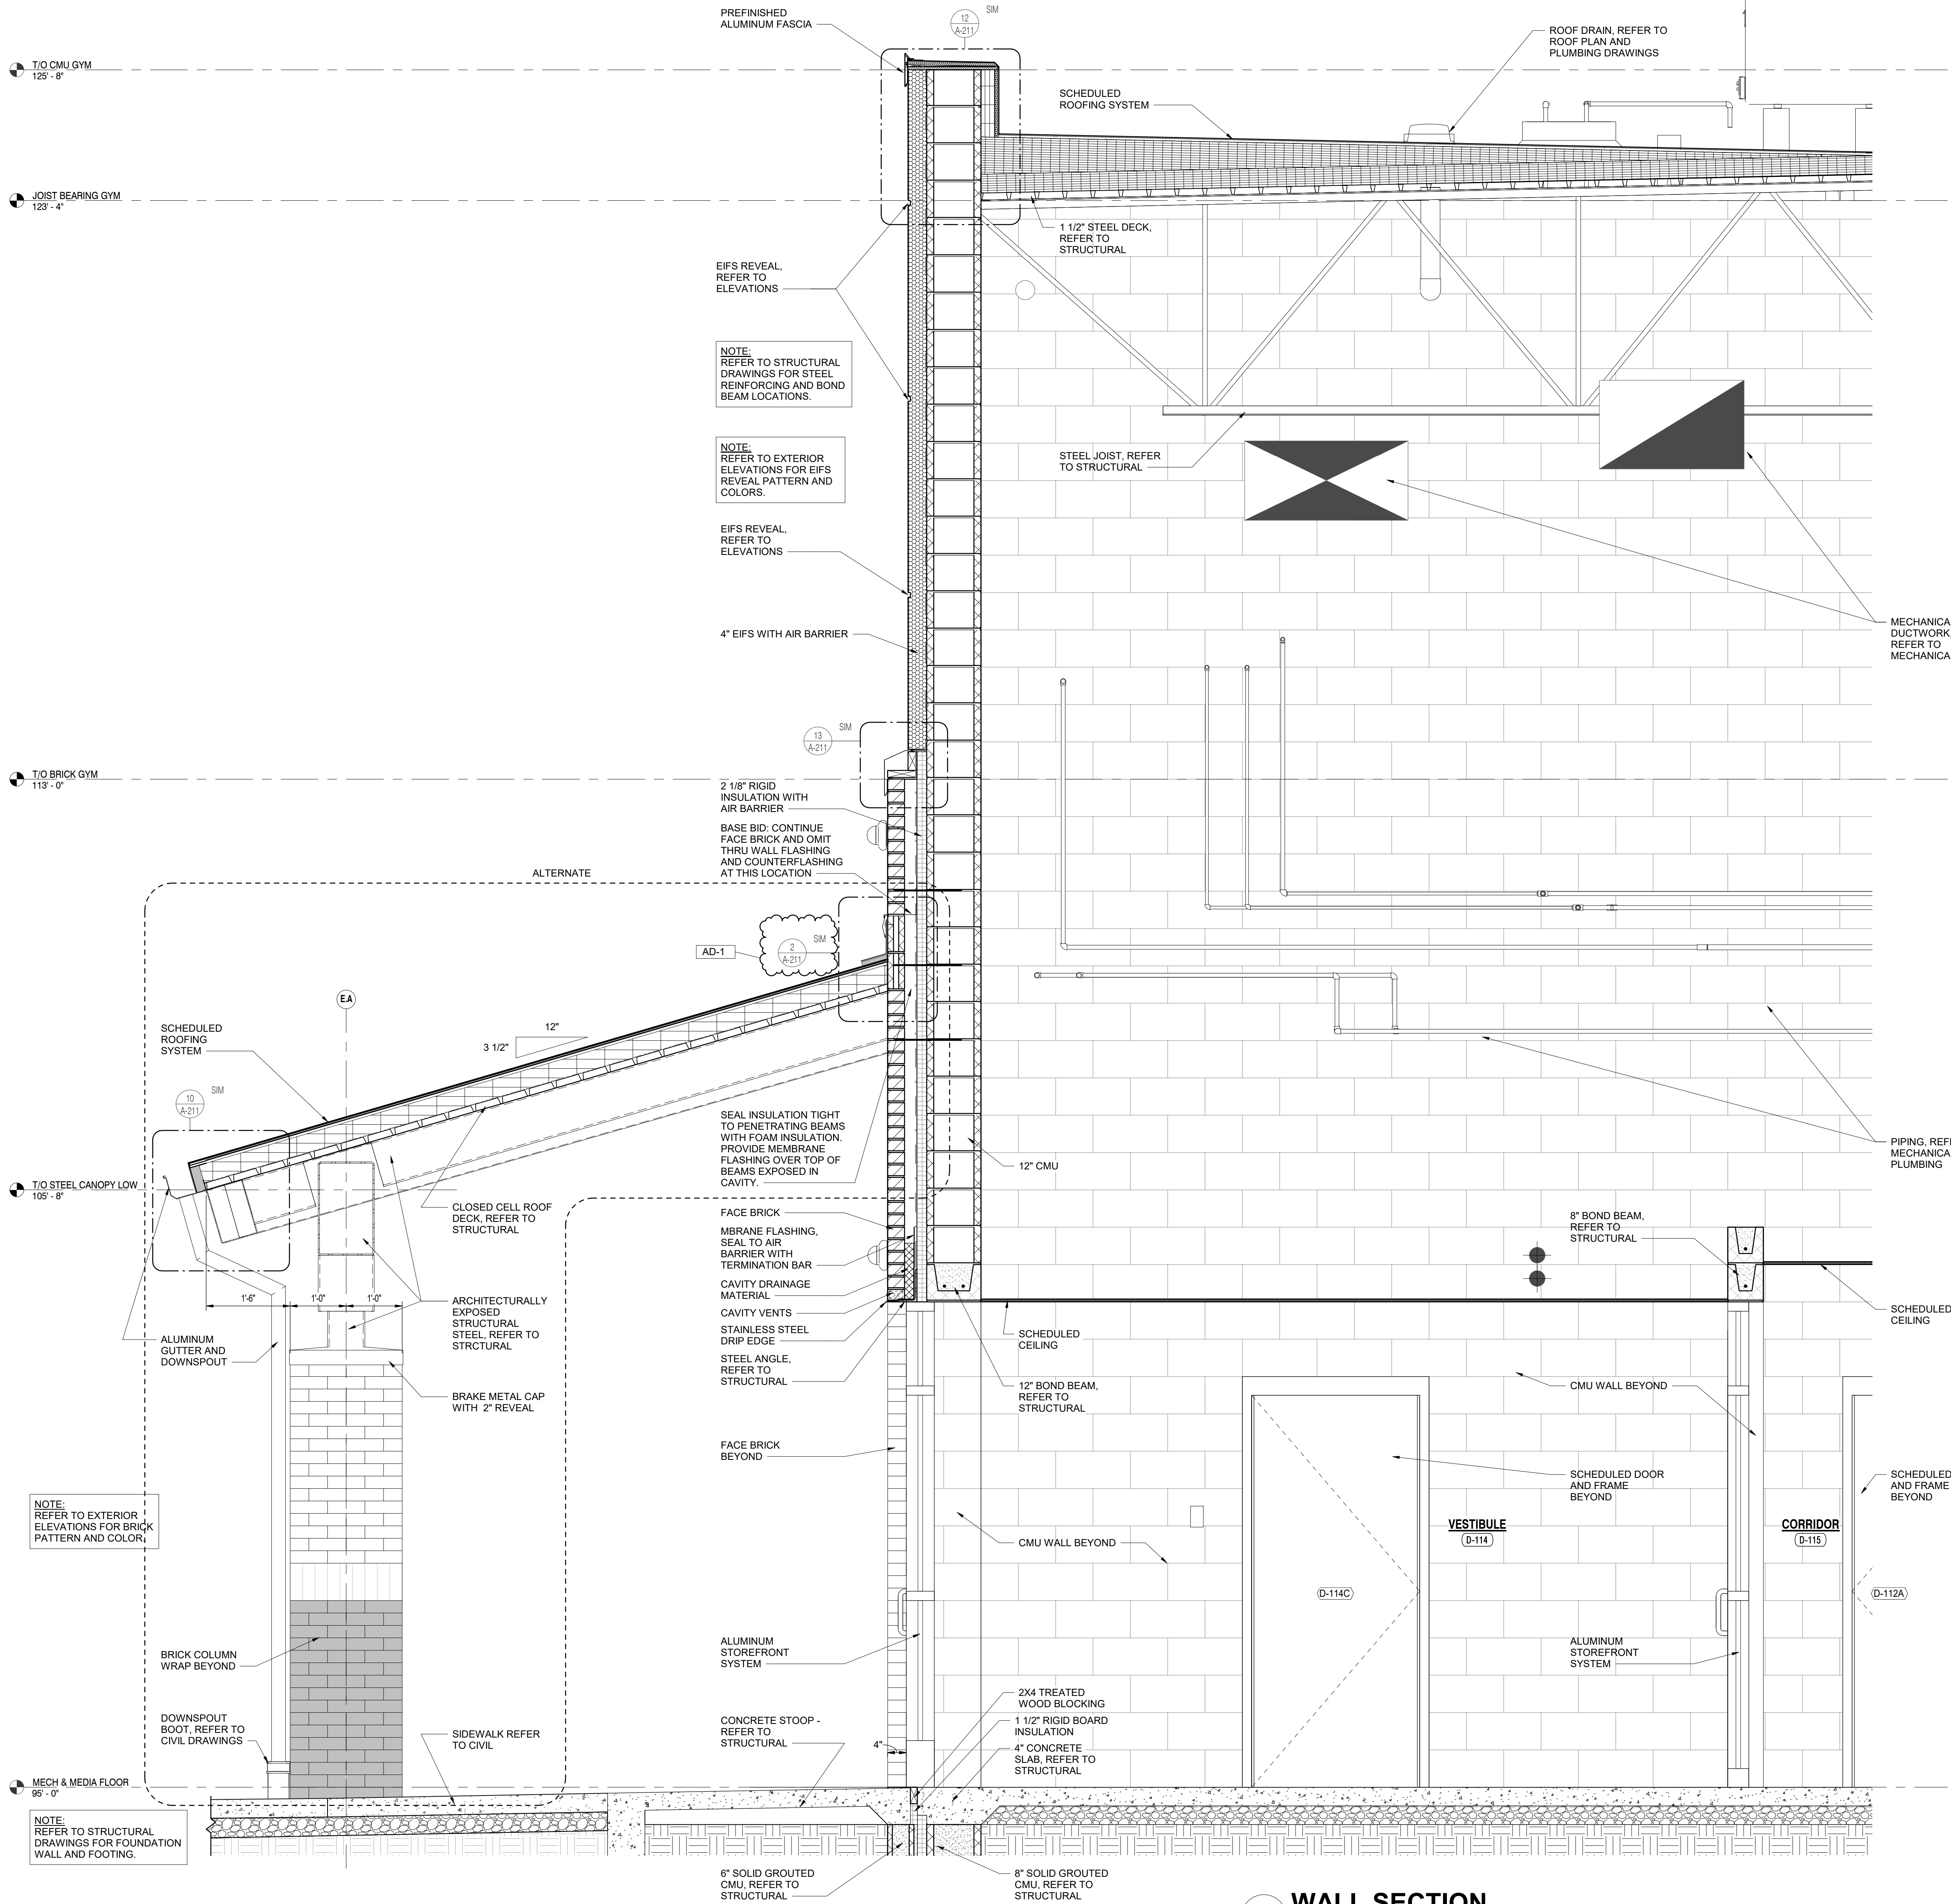 PREFINISHED
ALUMINUM FASCIA
12
A-211
SIM
ROOF DRAIN, REFER TO
ROOF PLAN AND
PLUMBING DRAWINGS
T/O CMU GYM
125' - 8"
SCHEDULED
ROOFING SYSTEM
JOIST BEARING GYM
123' - 4"
1 1/2" STEEL DECK,
REFER TO
STRUCTURAL
EIFS REVEAL,
REFER TO
ELEVATIONS
NOTE:
REFER TO STRUCTURAL
DRAWINGS FOR STEEL
REINFORCING AND BOND
BEAM LOCATIONS.
NOTE:
REFER TO EXTERIOR
ELEVATIONS FOR EIFS
REVEAL PATTERN AND
COLORS.
STEEL JOIST, REFER
TO STRUCTURAL
EIFS REVEAL,
REFER TO
ELEVATIONS
4" EIFS WITH AIR BARRIER
MECHANICA
DUCTWORK
REFER TO
MECHANICA
13
A-211
SIM
T/O BRICK GYM
113' - 0"
2 1/8" RIGID
INSULATION WITH
AIR BARRIER
BASE BID: CONTINUE
FACE BRICK AND OMIT
THRU WALL FLASHING
AND COUNTERFLASHING
AT THIS LOCATION
ALTERNATE
AD-1
2
A-211
SIM
E.A
SCHEDULED
ROOFING
SYSTEM
12"
3 1/2"
10
A-211
SIM
SEAL INSULATION TIGHT
TO PENETRATING BEAMS
WITH FOAM INSULATION.
PROVIDE MEMBRANE
FLASHING OVER TOP OF
BEAMS EXPOSED IN
CAVITY.
12" CMU
PIPING, REF
MECHANICA
PLUMBING
T/O STEEL CANOPY LOW
105' - 8"
CLOSED CELL ROOF
DECK, REFER TO
STRUCTURAL
FACE BRICK
MBRANE FLASHING,
SEAL TO AIR
BARRIER WITH
TERMINATION BAR
CAVITY DRAINAGE
MATERIAL
CAVITY VENTS
STAINLESS STEEL
DRIP EDGE
STEEL ANGLE,
REFER TO
STRUCTURAL
8" BOND BEAM,
REFER TO
STRUCTURAL
1'-6"
1'-0"
1'-0"
ARCHITECTURALLY
EXPOSED
STRUCTURAL
STEEL, REFER TO
STRCTURAL
ALUMINUM
GUTTER AND
DOWNSPOUT
SCHEDULED
CEILING
SCHEDULED
CEILING
BRAKE METAL CAP
WITH 2" REVEAL
12" BOND BEAM,
REFER TO
STRUCTURAL
CMU WALL BEYOND
FACE BRICK
BEYOND
SCHEDULED DOOR
AND FRAME
BEYOND
SCHEDULED
AND FRAME
BEYOND
NOTE:
REFER TO EXTERIOR
ELEVATIONS FOR BRICK
PATTERN AND COLOR.
VESTIBULE
D-114
CORRIDOR
D-115
CMU WALL BEYOND
D-114C
D-112A
BRICK COLUMN
WRAP BEYOND
ALUMINUM
STOREFRONT
SYSTEM
ALUMINUM
STOREFRONT
SYSTEM
DOWNSPOUT
BOOT, REFER TO
CIVIL DRAWINGS
SIDEWALK REFER
TO CIVIL
CONCRETE STOOP -
REFER TO
STRUCTURAL
4"
2X4 TREATED
WOOD BLOCKING
1 1/2" RIGID BOARD
INSULATION
4" CONCRETE
SLAB, REFER TO
STRUCTURAL
MECH & MEDIA FLOOR
95' - 0"
NOTE:
REFER TO STRUCTURAL
DRAWINGS FOR FOUNDATION
WALL AND FOOTING.
6" SOLID GROUTED
CMU, REFER TO
STRUCTURAL
8" SOLID GROUTED
CMU, REFER TO
STRUCTURAL
WALL SECTION